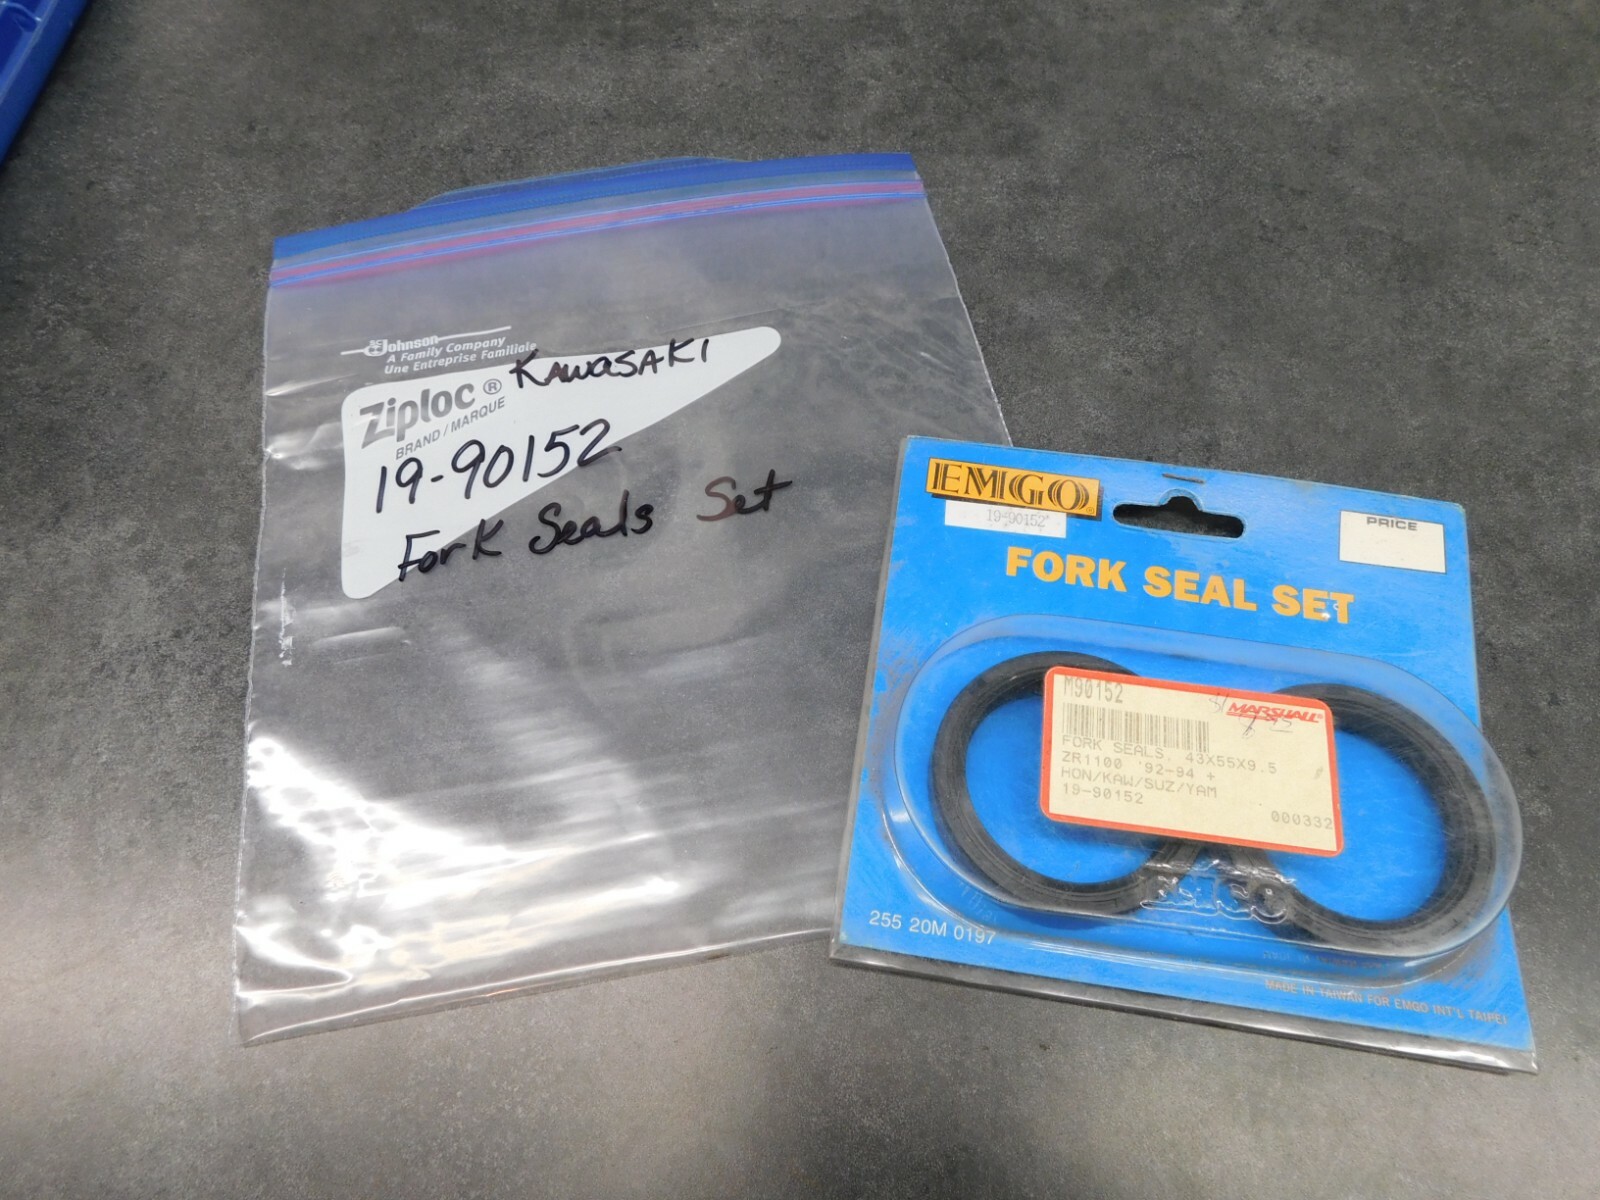 Johnson
A Family Company
Une Entreprise Familiale
Ziploc®
BRAND / MARQUE
KAWASAKI
19-90152
Fork Seals Set
EMGO
19-90152
PRICE
FORK SEAL SET
M90152
MARSHALL
FORK SEALS, 43X55X9.5
ZR1100 '92-94 +
HON/KAW/SUZ/YAM
19-90152
000332
EMGO
255 20M 0197
MADE IN TAIWAN FOR EMGO INT'L TAIPEI